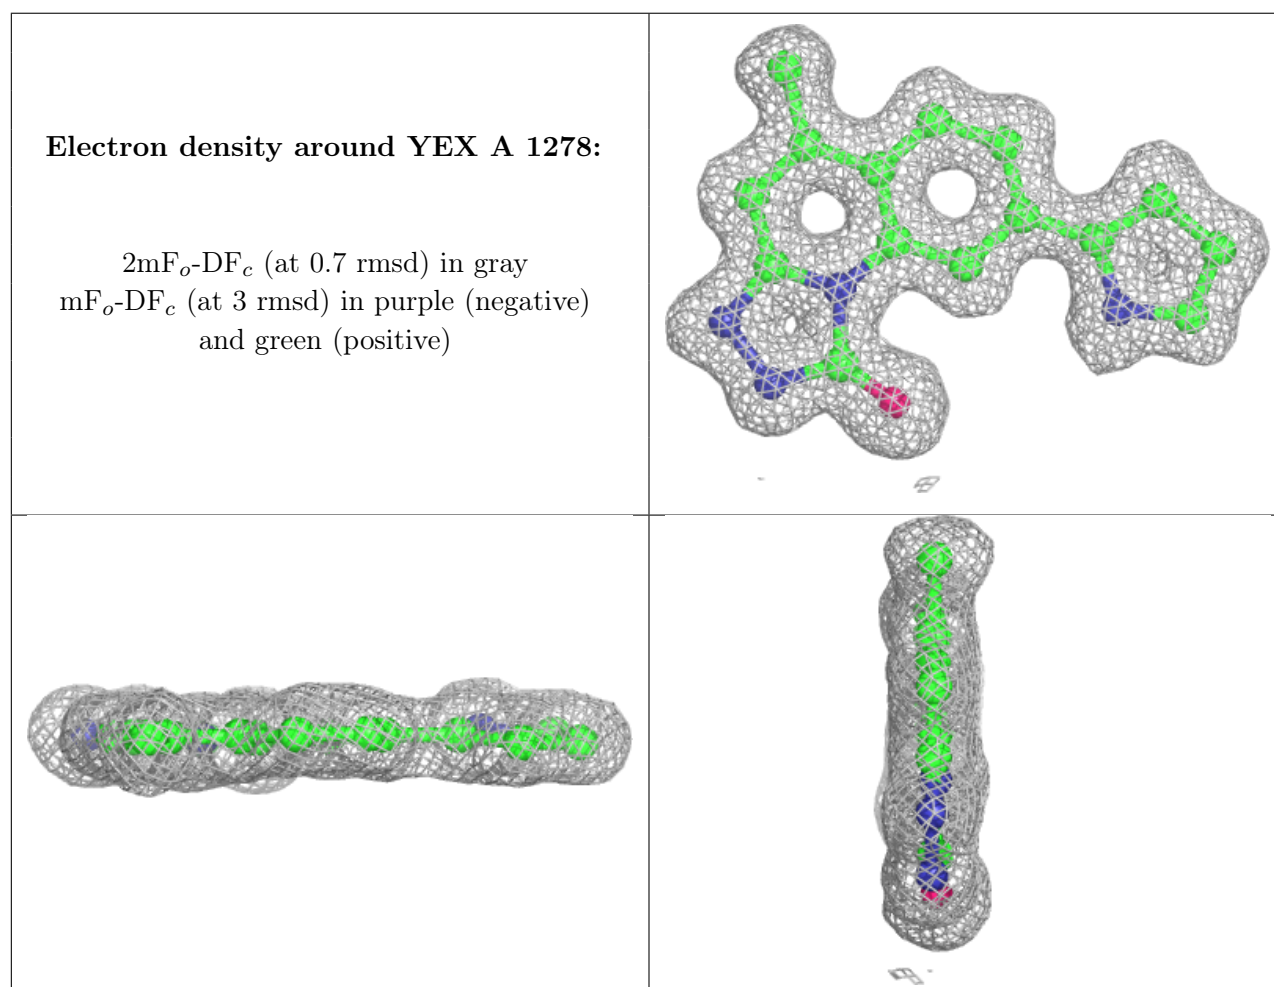 Electron density around YEX A 1278:
2mFo-DFc (at 0.7 rmsd) in gray
mFo-DFc (at 3 rmsd) in purple (negative)
and green (positive)